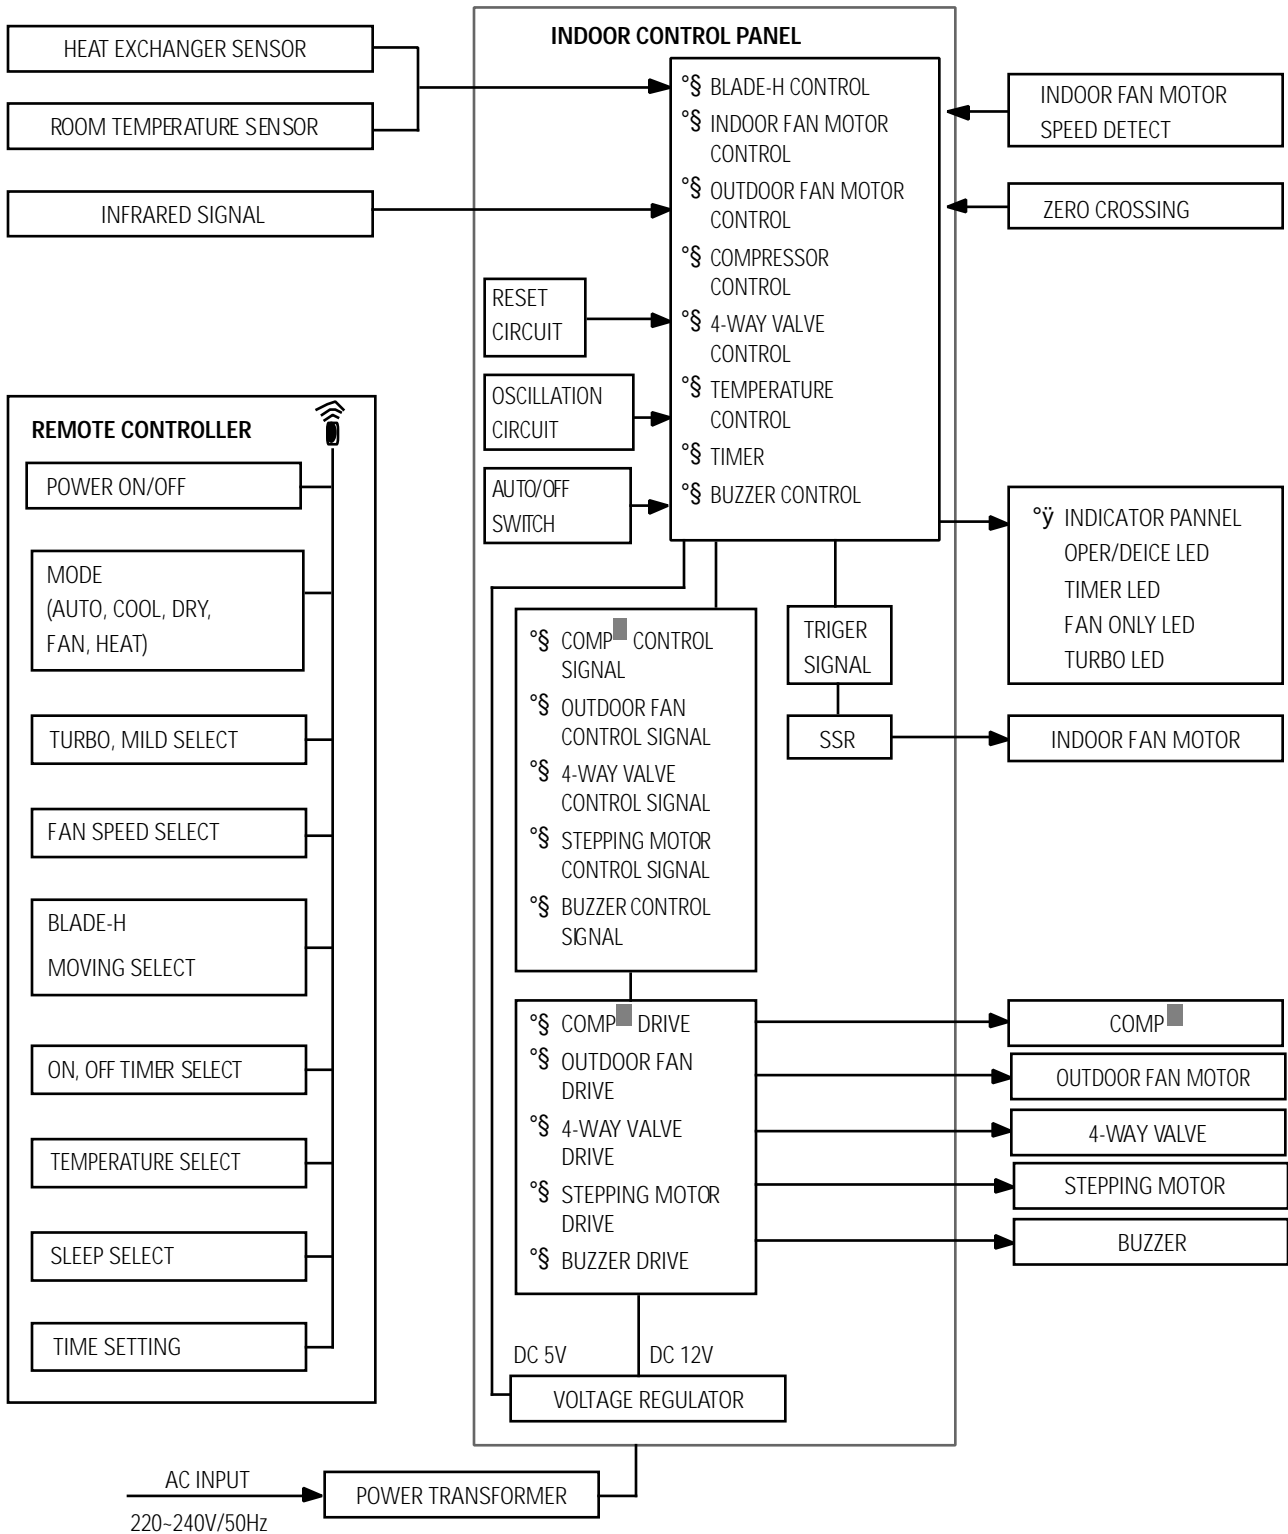 HEAT EXCHANGER SENSOR
ROOM TEMPERATURE SENSOR
INFRARED SIGNAL
INDOOR CONTROL PANEL
°§ BLADE-H CONTROL
°§ INDOOR FAN MOTOR
CONTROL
°§ OUTDOOR FAN MOTOR
CONTROL
°§ COMPRESSOR
CONTROL
°§ 4-WAY VALVE
CONTROL
°§ TEMPERATURE
CONTROL
°§ TIMER
°§ BUZZER CONTROL
INDOOR FAN MOTOR
SPEED DETECT
ZERO CROSSING
RESET
CIRCUIT
OSCILLATION
CIRCUIT
AUTO/OFF
SWITCH
REMOTE CONTROLLER
POWER ON/OFF
MODE
(AUTO, COOL, DRY,
FAN, HEAT)
TURBO, MILD SELECT
FAN SPEED SELECT
BLADE-H
MOVING SELECT
ON, OFF TIMER SELECT
TEMPERATURE SELECT
SLEEP SELECT
TIME SETTING
°ÿ INDICATOR PANNEL
OPER/DEICE LED
TIMER LED
FAN ONLY LED
TURBO LED
TRIGER
SIGNAL
SSR
INDOOR FAN MOTOR
°§ COMP CONTROL
SIGNAL
°§ OUTDOOR FAN
CONTROL SIGNAL
°§ 4-WAY VALVE
CONTROL SIGNAL
°§ STEPPING MOTOR
CONTROL SIGNAL
°§ BUZZER CONTROL
SIGNAL
°§ COMP DRIVE
°§ OUTDOOR FAN
DRIVE
°§ 4-WAY VALVE
DRIVE
°§ STEPPING MOTOR
DRIVE
°§ BUZZER DRIVE
COMP
OUTDOOR FAN MOTOR
4-WAY VALVE
STEPPING MOTOR
BUZZER
DC 5V DC 12V
VOLTAGE REGULATOR
AC INPUT
220~240V/50Hz
POWER TRANSFORMER